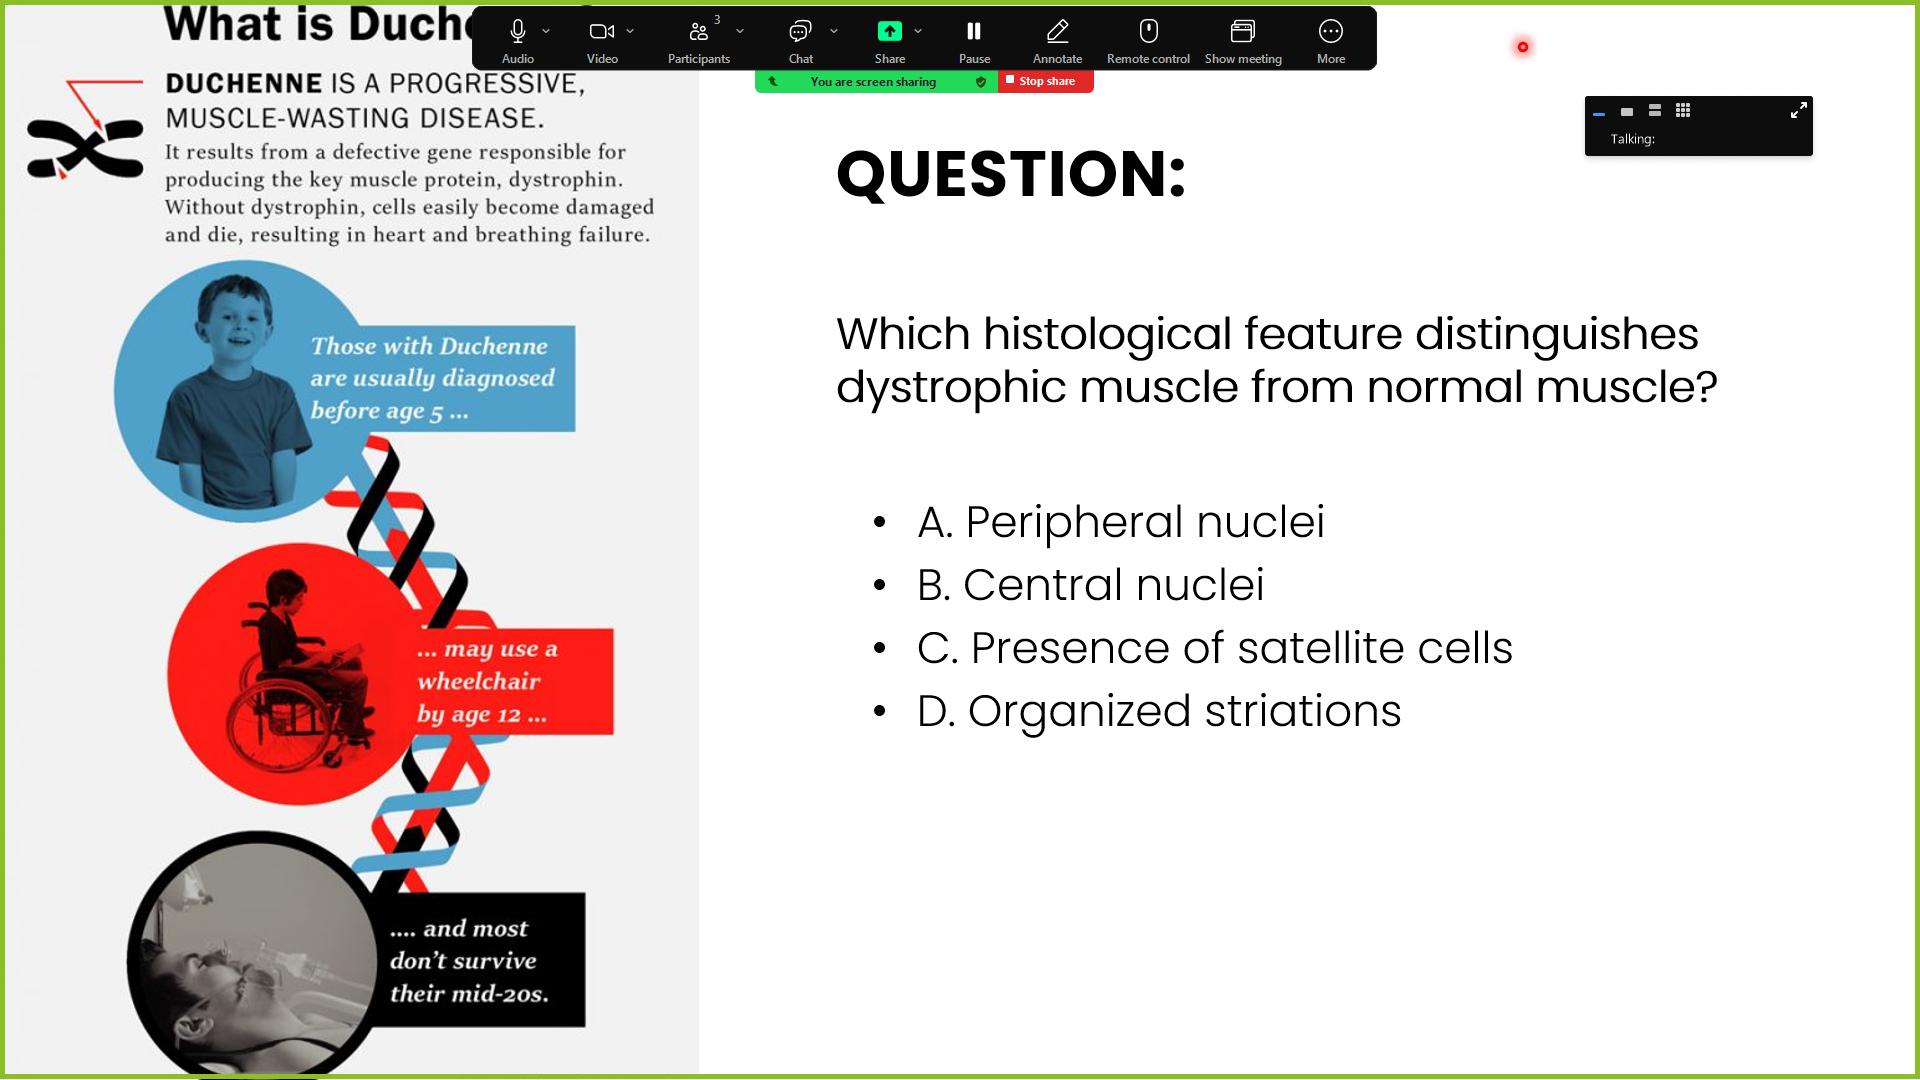 What is Duch
Audio
Video
3
Participants
Chat
Share
Pause
Annotate
Remote control
Show meeting
More
You are screen sharing
Stop share
Talking:
DUCHENNE IS A PROGRESSIVE,
MUSCLE-WASTING DISEASE.
It results from a defective gene responsible for
producing the key muscle protein, dystrophin.
Without dystrophin, cells easily become damaged
and die, resulting in heart and breathing failure.
Those with Duchenne
are usually diagnosed
before age 5 ...
... may use a
wheelchair
by age 12 ...
.... and most
don't survive
their mid-20s.
QUESTION:
Which histological feature distinguishes
dystrophic muscle from normal muscle?
• A. Peripheral nuclei
• B. Central nuclei
• C. Presence of satellite cells
• D. Organized striations